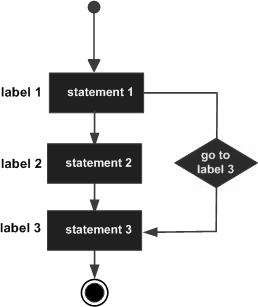 label 1 statement 1
go to
label 3
label 2 statement 2
label 3 statement 3